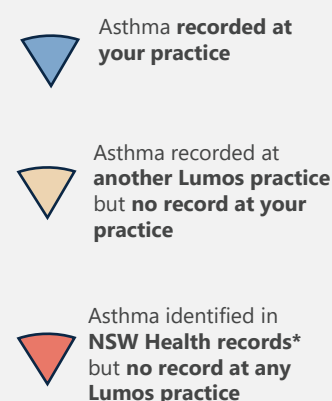 Asthma recorded at
your practice
Asthma recorded at
another Lumos practice
but no record at your
practice
Asthma identified in
NSW Health records*
but no record at any
Lumos practice